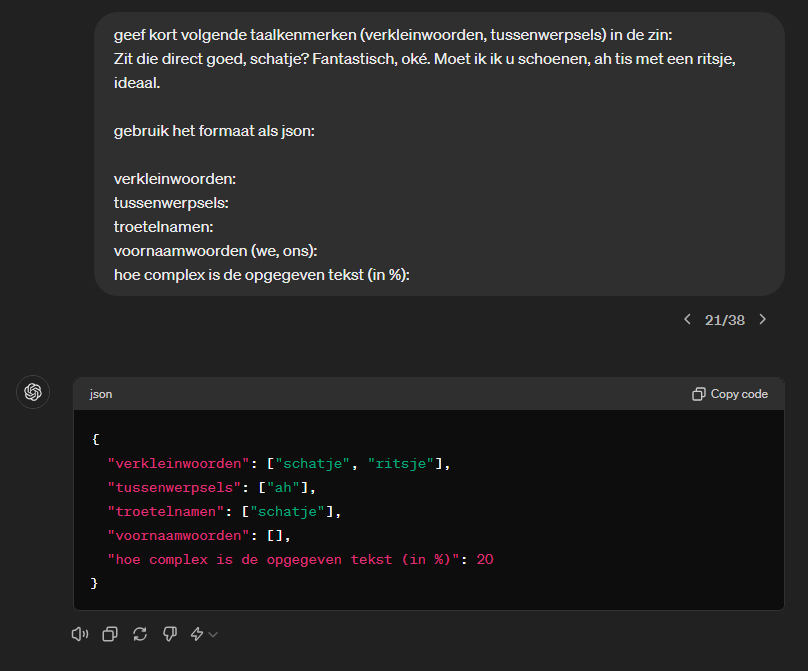 geef kort volgende taalkenmerken (verkleinwoorden, tussenwerpsels) in de zin:
Zit die direct goed, schatje? Fantastisch, oké. Moet ik ik u schoenen, ah tis met een ritsje,
ideaal.
gebruik het formaat als json:
verkleinwoorden:
tussenwerpsels:
troetelnamen:
voornaamwoorden (we, ons):
hoe complex is de opgegeven tekst (in %):
21/38
json
Copy code
{
"verkleinwoorden": ["schatje", "ritsje"],
"tussenwerpsels": ["ah"],
"troetelnamen": ["schatje"],
"voornaamwoorden": [],
"hoe complex is de opgegeven tekst (in %)": 20
}